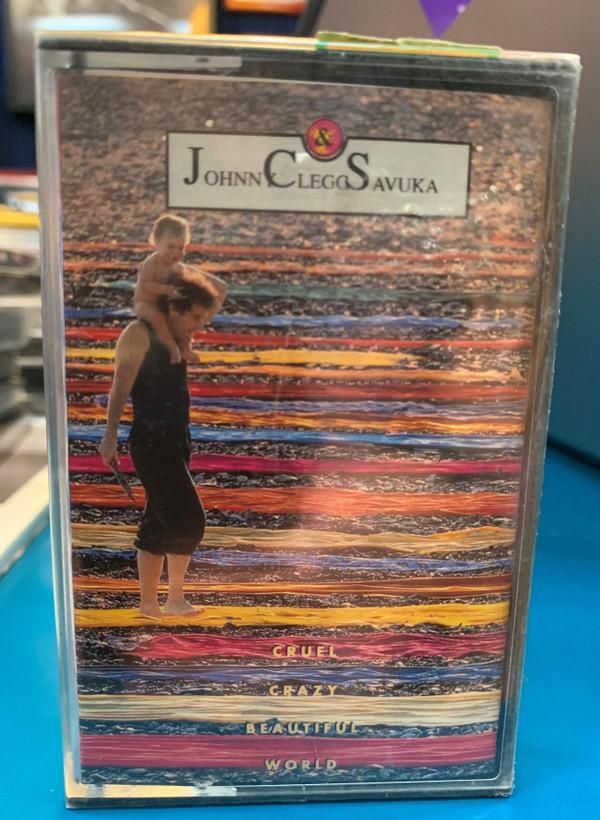 &
JOHNNY CLEGG SAVUKA
CRUEL
CRAZY
BEAUTIFUL
WORLD